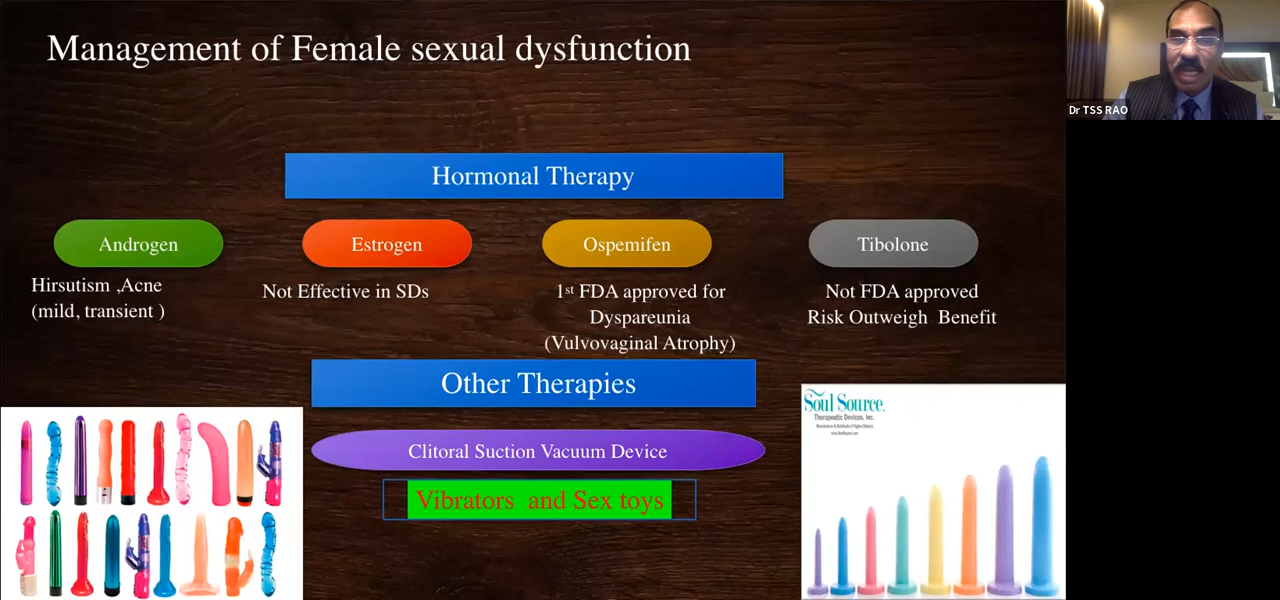 Management of Female sexual dysfunction
Dr TSS RAO
Hormonal Therapy
Androgen
Estrogen
Ospemifen
Tibolone
Hirsutism ,Acne
(mild, transient )
Not Effective in SDs
1st FDA approved for
Dyspareunia
(Vulvovaginal Atrophy)
Not FDA approved
Risk Outweigh Benefit
Other Therapies
Clitoral Suction Vacuum Device
Vibrators and Sex toys
Soul Source
Therapeutic Devices, Inc.